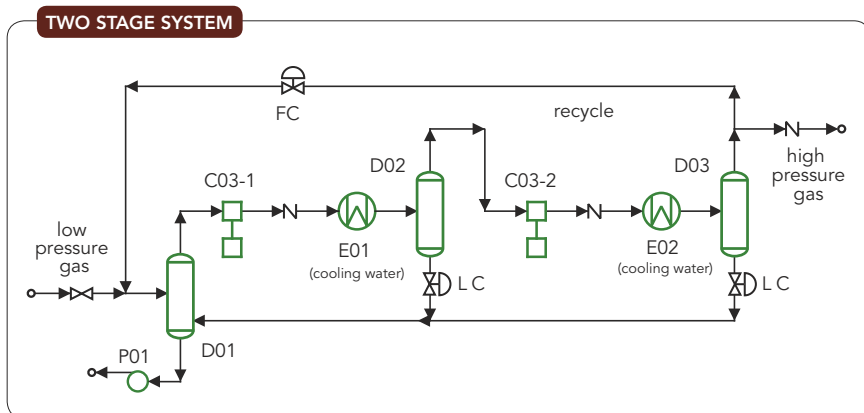 TWO STAGE SYSTEM
FC
recycle
D02
D03
C03-1
C03-2
high
pressure
gas
low
pressure
gas
E01
(cooling water)
E02
(cooling water)
L C
L C
P01
D01